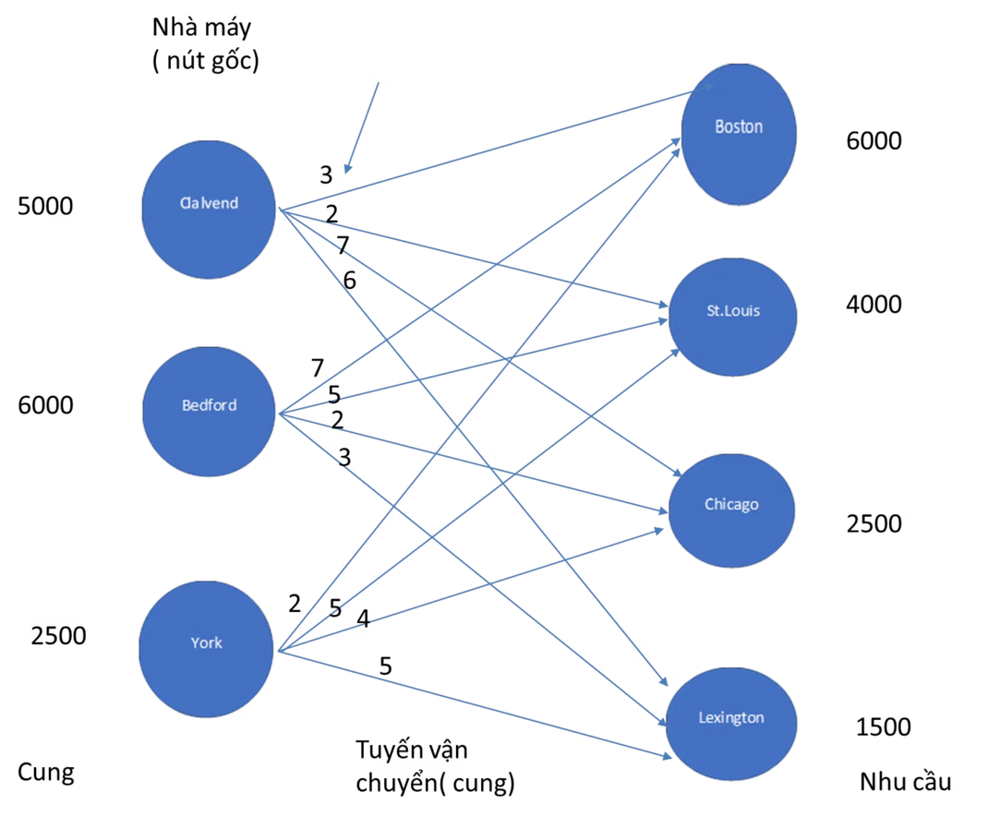 Nhà máy
( nút gốc)
Boston
6000
3
Clalvend
5000
2
7
6
St.Louis
4000
7
5
Bedford
6000
2
3
Chicago
2500
2
5
4
York
2500
5
Lexington
1500
Tuyến vận
chuyển( cung)
Cung
Nhu cầu